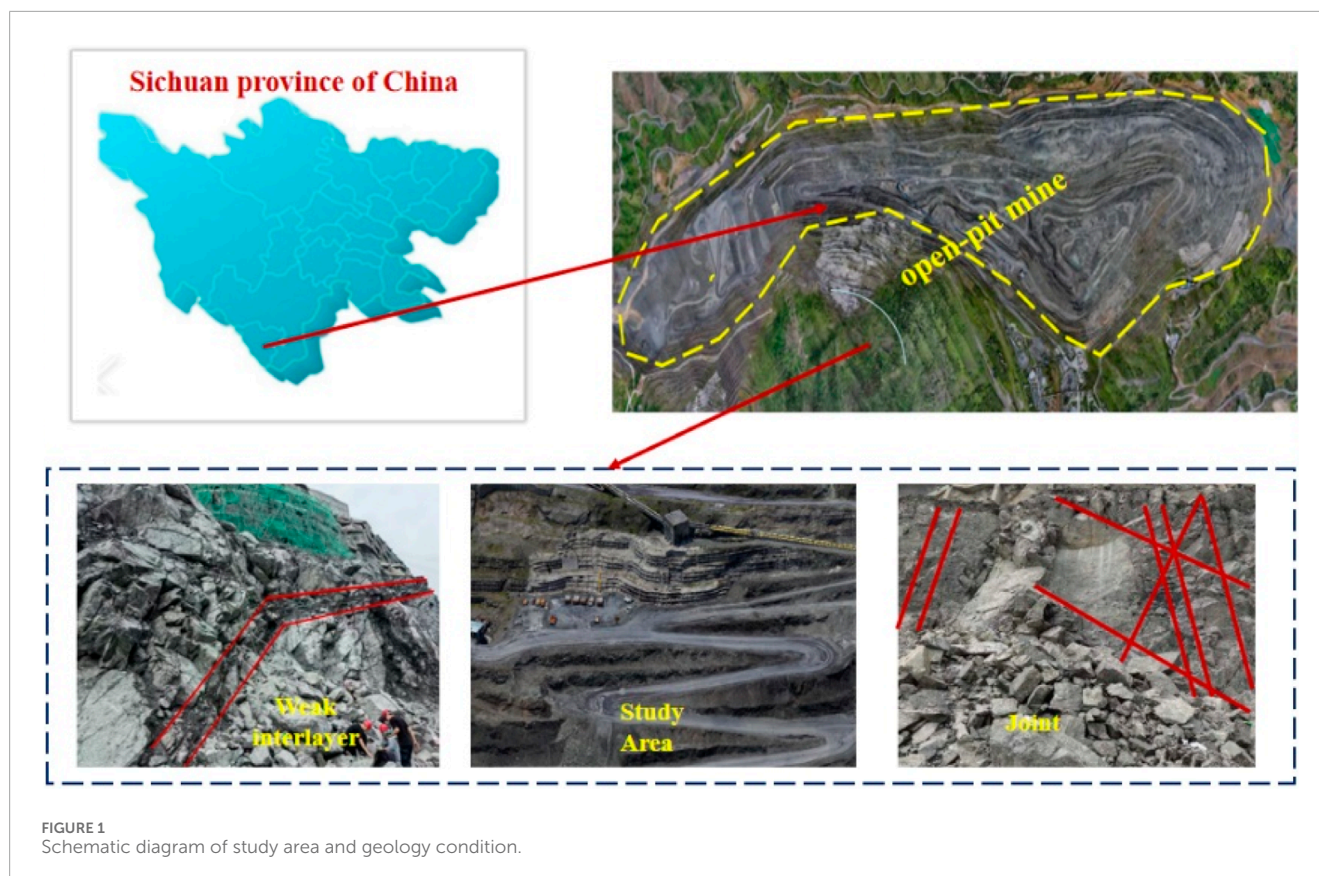 Sichuan province of China
open-pit mine
Weak
interlayer
Study
Area
Joint
FIGURE 1
Schematic diagram of study area and geology condition.